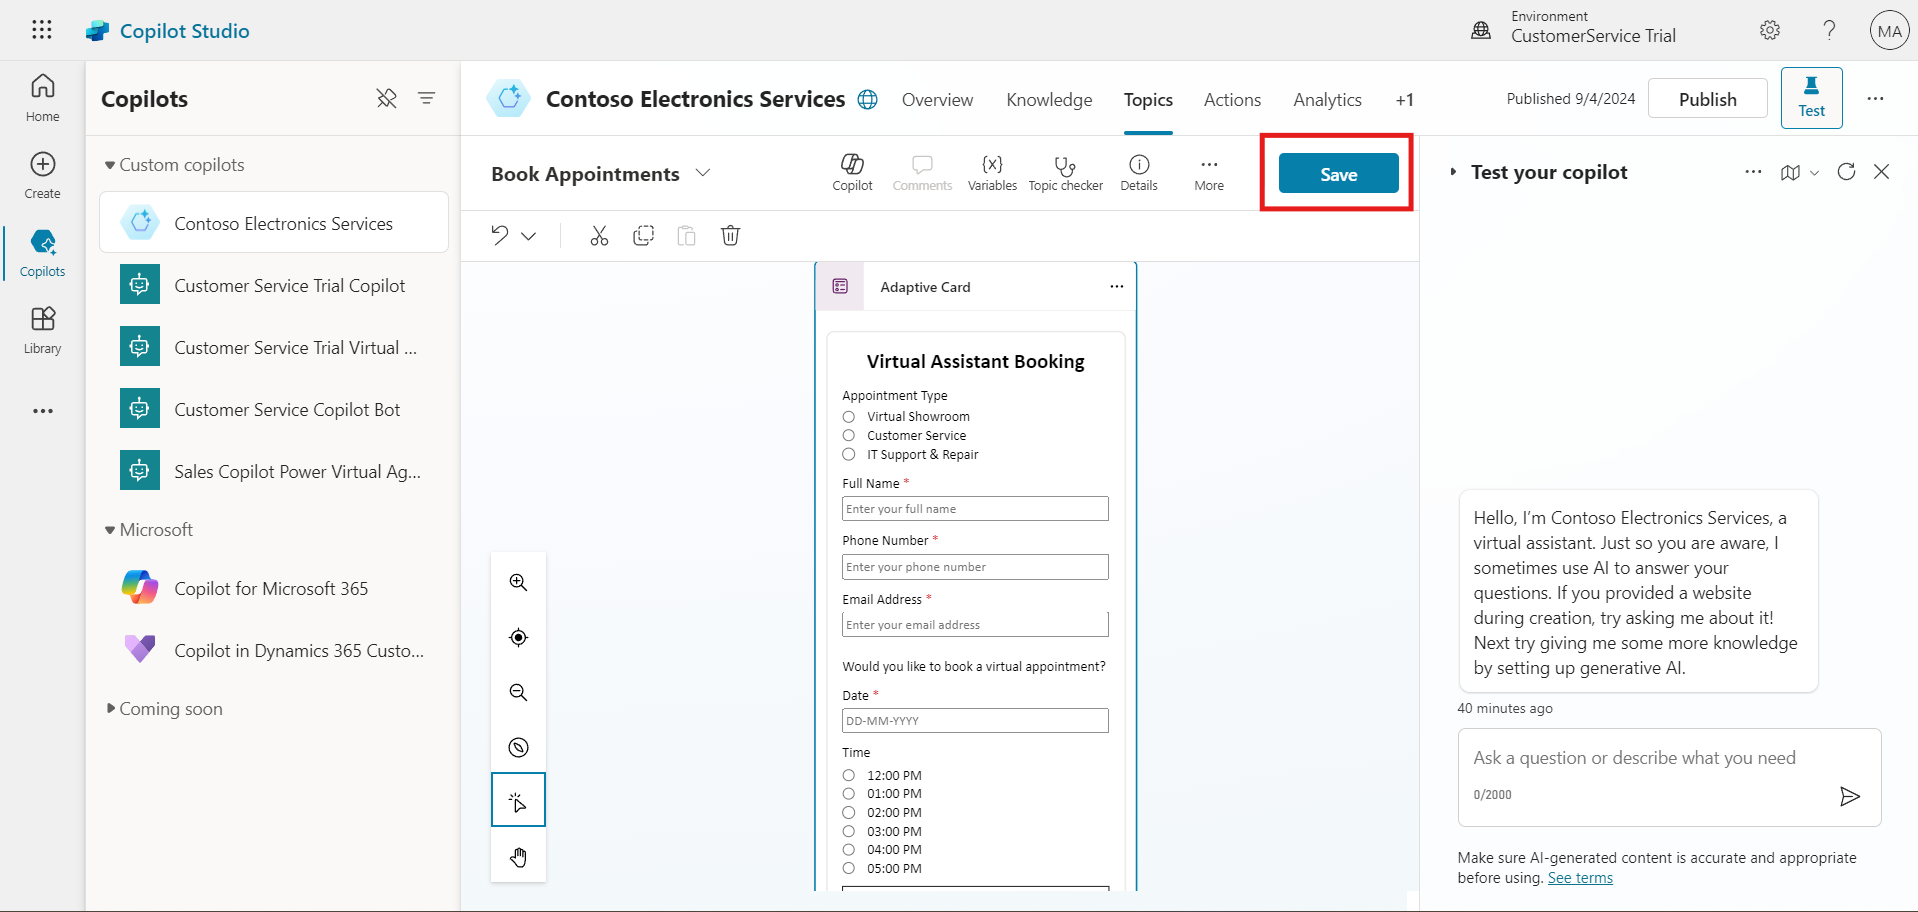 Copilot Studio
Environment
CustomerService Trial
MA
Home
Create
Copilots
Library
Copilots
Custom copilots
Contoso Electronics Services
Customer Service Trial Copilot
Customer Service Trial Virtual ...
Customer Service Copilot Bot
Sales Copilot Power Virtual Ag...
Microsoft
Copilot for Microsoft 365
Copilot in Dynamics 365 Custo...
Coming soon
Contoso Electronics Services
Overview
Knowledge
Topics
Actions
Analytics
+1
Published 9/4/2024
Publish
Test
Book Appointments
Copilot
Comments
Variables
Topic checker
Details
More
Save
Adaptive Card
Virtual Assistant Booking
Appointment Type
Virtual Showroom
Customer Service
IT Support & Repair
Full Name *
Enter your full name
Phone Number *
Enter your phone number
Email Address *
Enter your email address
Would you like to book a virtual appointment?
Date *
DD-MM-YYYY
Time
12:00 PM
01:00 PM
02:00 PM
03:00 PM
04:00 PM
05:00 PM
Test your copilot
Hello, I'm Contoso Electronics Services, a
virtual assistant. Just so you are aware, I
sometimes use AI to answer your
questions. If you provided a website
during creation, try asking me about it!
Next try giving me some more knowledge
by setting up generative AI.
40 minutes ago
Ask a question or describe what you need
0/2000
Make sure AI-generated content is accurate and appropriate
before using. See terms